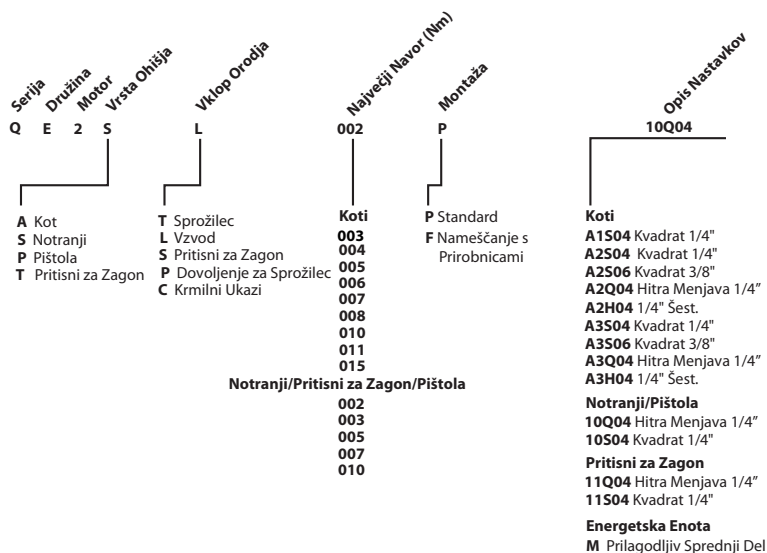 Serija
Družina
Motor
Vrsta Ohišja
Vklop Orodja
Največji Navor (Nm)
Montaža
Opis Nastavkov
Q E 2 S L 002 P 10Q04
A Kot
S Notranji
P Pištola
T Pritisni za Zagon
T Sprožilec
L Vzvod
S Pritisni za Zagon
P Dovoljenje za Sprožilec
C Krmilni Ukazi
Koti
003
004
005
006
007
008
010
011
015
Notranji/Pritisni za Zagon/Pištola
002
003
005
007
010
P Standard
F Nameščanje s
Prirobnicami
Koti
A1S04 Kvadrat 1/4"
A2S04 Kvadrat 1/4"
A2S06 Kvadrat 3/8"
A2Q04 Hitra Menjava 1/4”
A2H04 1/4" Šest.
A3S04 Kvadrat 1/4"
A3S06 Kvadrat 3/8"
A3Q04 Hitra Menjava 1/4”
A3H04 1/4" Šest.
Notranji/Pištola
10Q04 Hitra Menjava 1/4”
10S04 Kvadrat 1/4"
Pritisni za Zagon
11Q04 Hitra Menjava 1/4”
11S04 Kvadrat 1/4"
Energetska Enota
M Prilagodljiv Sprednji Del